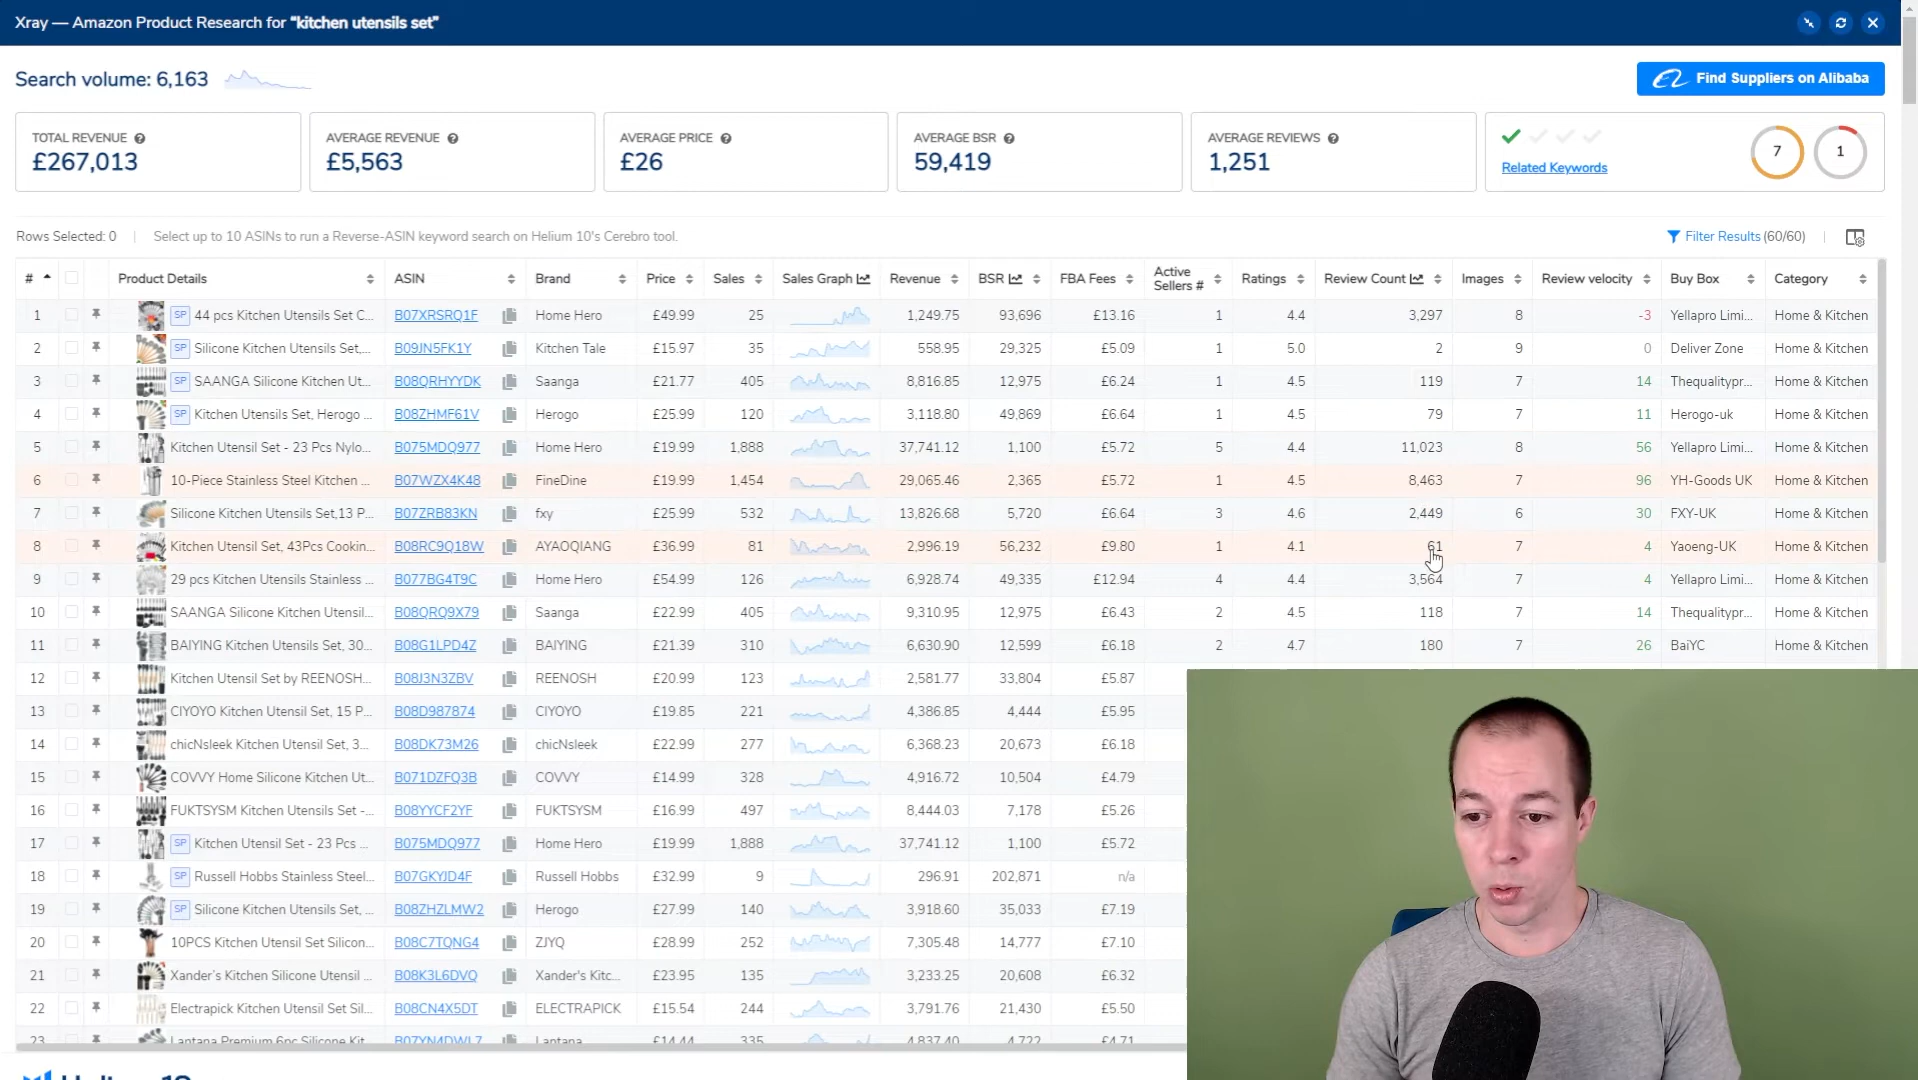 Xray — Amazon Product Research for “kitchen utensils set”
Search volume: 6,163
Find Suppliers on Alibaba
TOTAL REVENUE
£267,013
AVERAGE REVENUE
£5,563
AVERAGE PRICE
£26
AVERAGE BSR
59,419
AVERAGE REVIEWS
1,251
Related Keywords
7
1
Rows Selected: 0 | Select up to 10 ASINs to run a Reverse-ASIN keyword search on Helium 10's Cerebro tool.
Filter Results (60/60)
# Product Details ASIN Brand Price Sales Sales Graph Revenue BSR FBA Fees Active Sellers # Ratings Review Count Images Review velocity Buy Box Category
1 SP 44 pcs Kitchen Utensils Set C... B07XRSRQ1F Home Hero £49.99 25 1,249.75 93,696 £13.16 1 4.4 3,297 8 -3 Yellapro Limi... Home & Kitchen
2 SP Silicone Kitchen Utensils Set,... B09JN5FK1Y Kitchen Tale £15.97 35 558.95 29,325 £5.09 1 5.0 2 9 0 Deliver Zone Home & Kitchen
3 SP SAANGA Silicone Kitchen Ut... B08QRHYYDK Saanga £21.77 405 8,816.85 12,975 £6.24 1 4.5 119 7 14 Thequalitypr... Home & Kitchen
4 SP Kitchen Utensils Set, Herogo ... B08ZHMF61V Herogo £25.99 120 3,118.80 49,869 £6.64 1 4.5 79 7 11 Herogo-uk Home & Kitchen
5 Kitchen Utensil Set - 23 Pcs Nylo... B075MDQ977 Home Hero £19.99 1,888 37,741.12 1,100 £5.72 5 4.4 11,023 8 56 Yellapro Limi... Home & Kitchen
6 10-Piece Stainless Steel Kitchen ... B07WZX4K48 FineDine £19.99 1,454 29,065.46 2,365 £5.72 1 4.5 8,463 7 96 YH-Goods UK Home & Kitchen
7 Silicone Kitchen Utensils Set,13 P... B07ZRB83KN fxy £25.99 532 13,826.68 5,720 £6.64 3 4.6 2,449 6 30 FXY-UK Home & Kitchen
8 Kitchen Utensil Set, 43Pcs Cookin... B08RC9Q18W AYAOQIANG £36.99 81 2,996.19 56,232 £9.80 1 4.1 61 7 4 Yaoeng-UK Home & Kitchen
9 29 pcs Kitchen Utensils Stainless ... B077BG4T9C Home Hero £54.99 126 6,928.74 49,335 £12.94 4 4.4 3,564 7 4 Yellapro Limi... Home & Kitchen
10 SAANGA Silicone Kitchen Utensil... B08QRQ9X79 Saanga £22.99 405 9,310.95 12,975 £6.43 2 4.5 118 7 14 Thequalitypr... Home & Kitchen
11 BAIYING Kitchen Utensils Set, 30... B08G1LPD4Z BAIYING £21.39 310 6,630.90 12,599 £6.18 2 4.7 180 7 26 BaiYC Home & Kitchen
12 Kitchen Utensil Set by REENOSH... B08J3N3ZBV REENOSH £20.99 123 2,581.77 33,804 £5.87
13 CIYOYO Kitchen Utensil Set, 15 P... B08D987874 CIYOYO £19.85 221 4,386.85 4,444 £5.95
14 chicNsleek Kitchen Utensil Set, 3... B08DK73M26 chicNsleek £22.99 277 6,368.23 20,673 £6.18
15 COVVY Home Silicone Kitchen Ut... B071DZFQ3B COVVY £14.99 328 4,916.72 10,504 £4.79
16 FUKTSYSM Kitchen Utensils Set -... B08YYCF2YF FUKTSYSM £16.99 497 8,444.03 7,178 £5.26
17 SP Kitchen Utensil Set - 23 Pcs ... B075MDQ977 Home Hero £19.99 1,888 37,741.12 1,100 £5.72
18 SP Russell Hobbs Stainless Steel... B07GKYJD4F Russell Hobbs £32.99 9 296.91 202,871 n/a
19 SP Silicone Kitchen Utensils Set, ... B08ZHZLMW2 Herogo £27.99 140 3,918.60 35,033 £7.19
20 10PCS Kitchen Utensil Set Silicon... B08C7TQNG4 ZJYQ £28.99 252 7,305.48 14,777 £7.10
21 Xander's Kitchen Silicone Utensil ... B08K3L6DVQ Xander's Kitc... £23.95 135 3,233.25 20,608 £6.32
22 Electrapick Kitchen Utensil Set Sil... B08CN4X5DT ELECTRAPICK £15.54 244 3,791.76 21,430 £5.50
23 Lantana Premium 6pc Silicone Kit... B07YN4DWL7 Lantana £14.44 335 4,837.40 4,722 £4.71
Helium 10